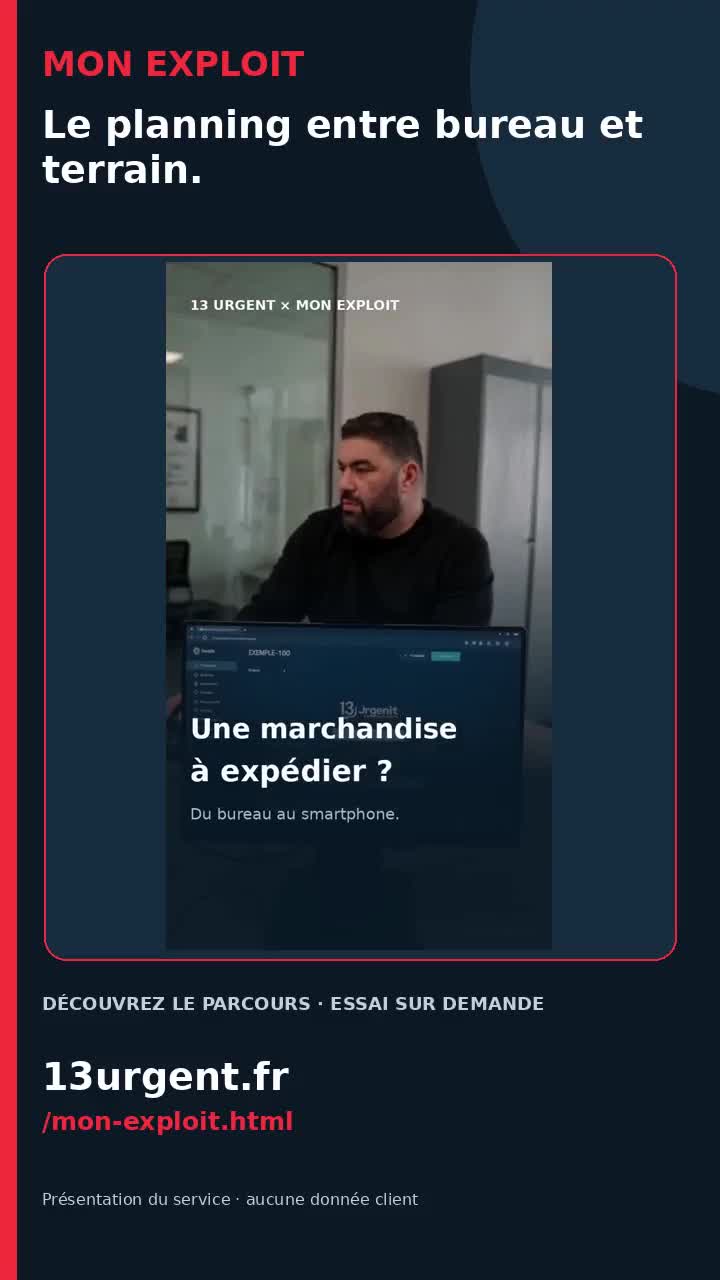 MON EXPLOIT
Le planning entre bureau et
terrain.
13 URGENT × MON EXPLOIT
EXEMPLE-100
13 Urgenit
Une marchandise
à expédier ?
Du bureau au smartphone.
DÉCOUVREZ LE PARCOURS · ESSAI SUR DEMANDE
13urgent.fr
/mon-exploit.html
Présentation du service · aucune donnée client